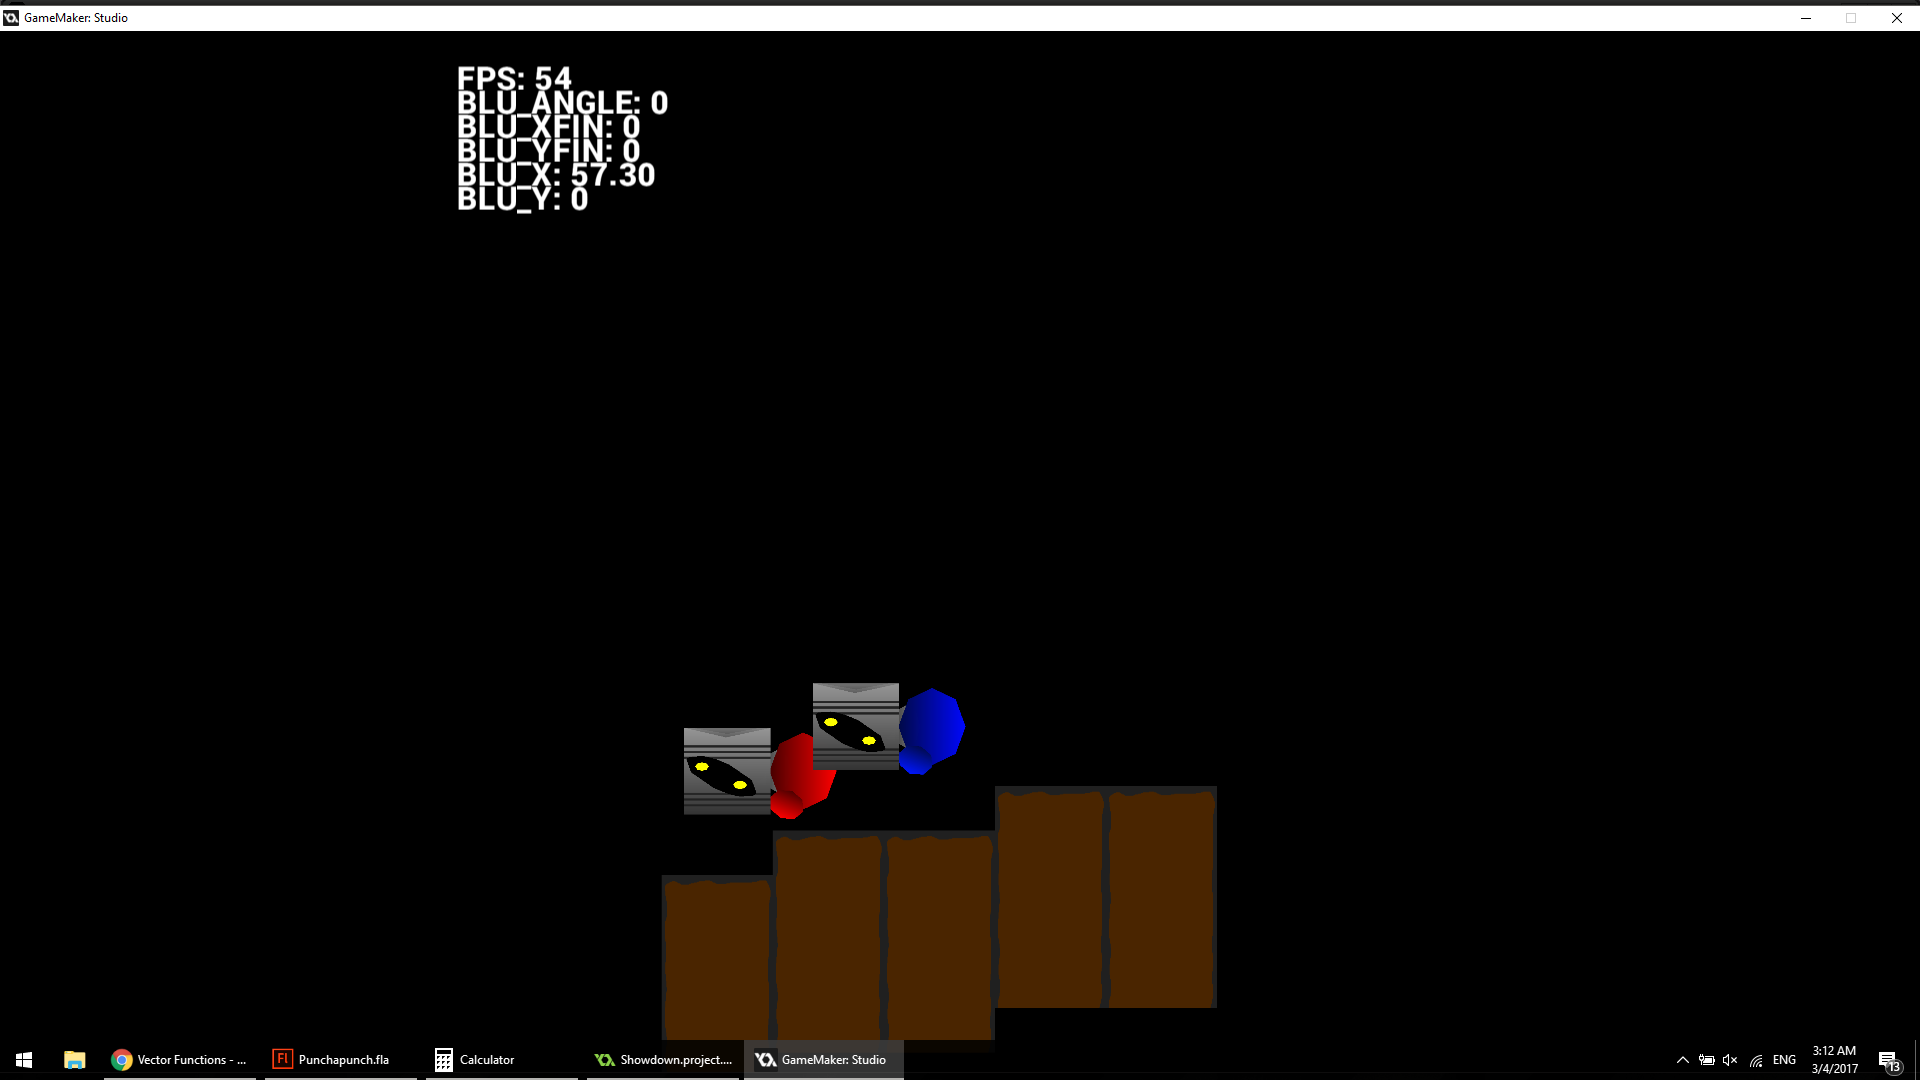 GameMaker: Studio
FPS: 54
BLU_ANGLE: 0
BLU_XFIN: 0
BLU_YFIN: 0
BLU_X: 57.30
BLU_Y: 0
Vector Functions - ...
Fl
Punchapunch.fla
Calculator
Showdown.project....
GameMaker: Studio
ENG
3:12 AM
3/4/2017
13